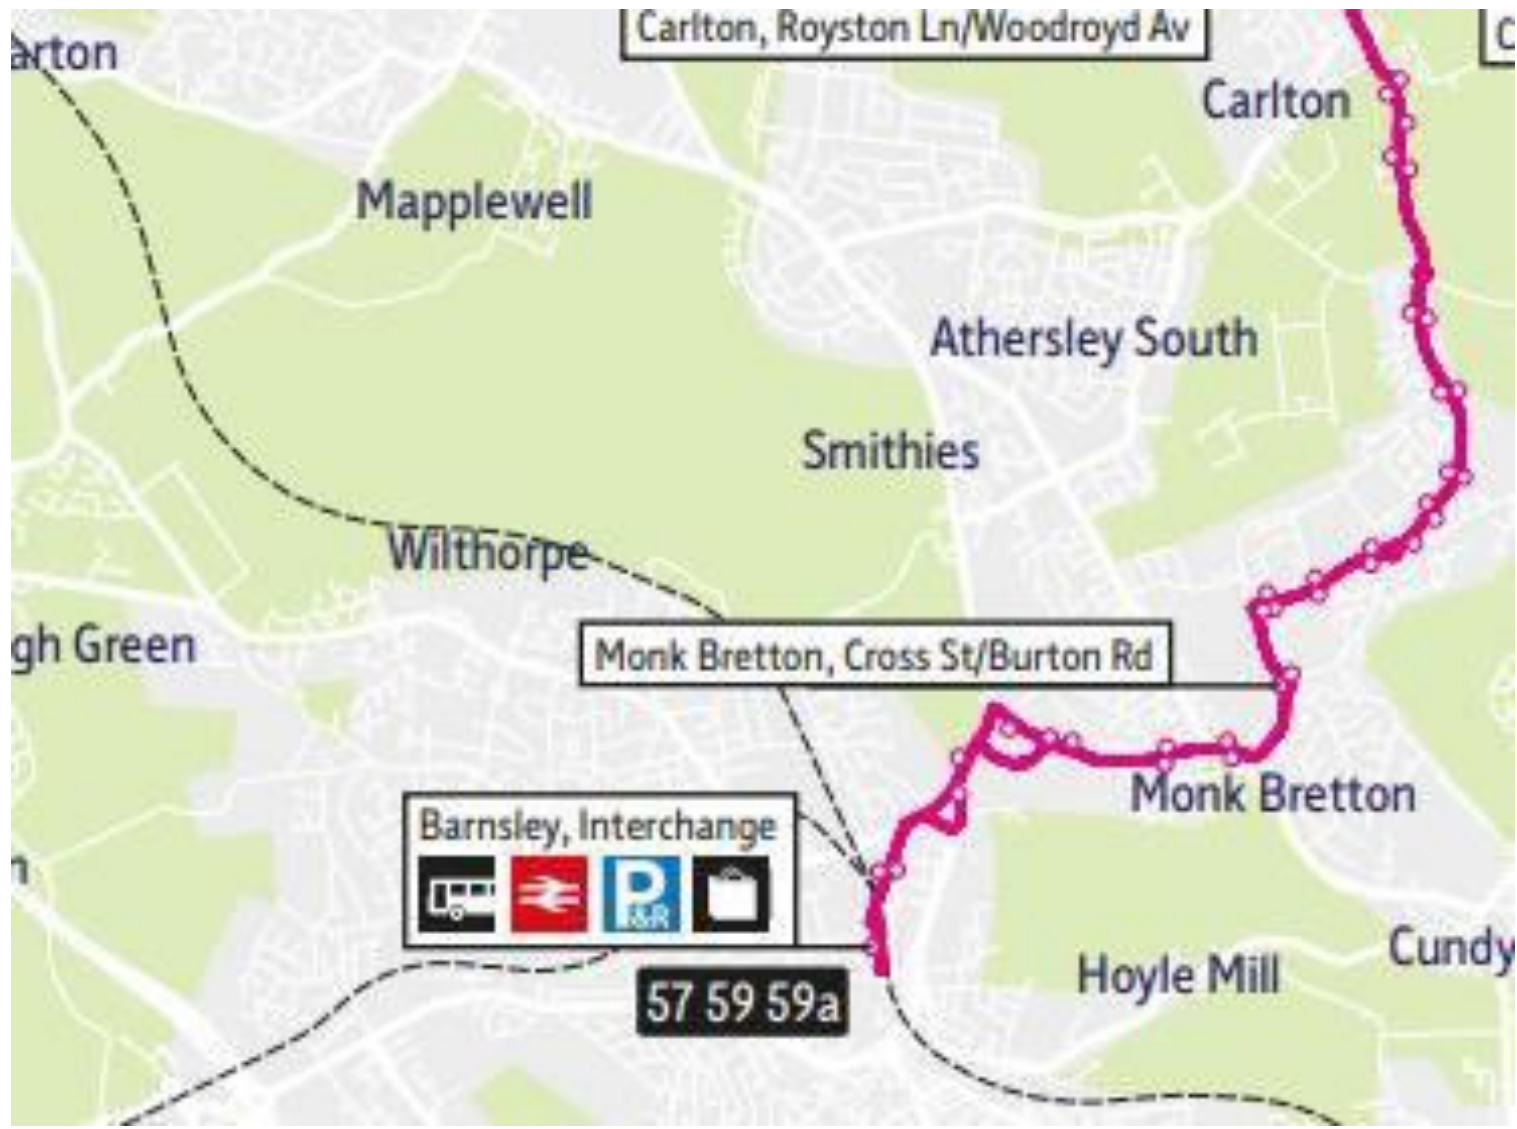 Carlton, Royston Ln/Woodroyd Av
arton
Carlton
Mapplewell
Athersley South
Smithies
Wilthorpe
gh Green
Monk Bretton, Cross St/Burton Rd
Monk Bretton
Barnsley, Interchange
P
&R
Cundy
Hoyle Mill
57 59 59a